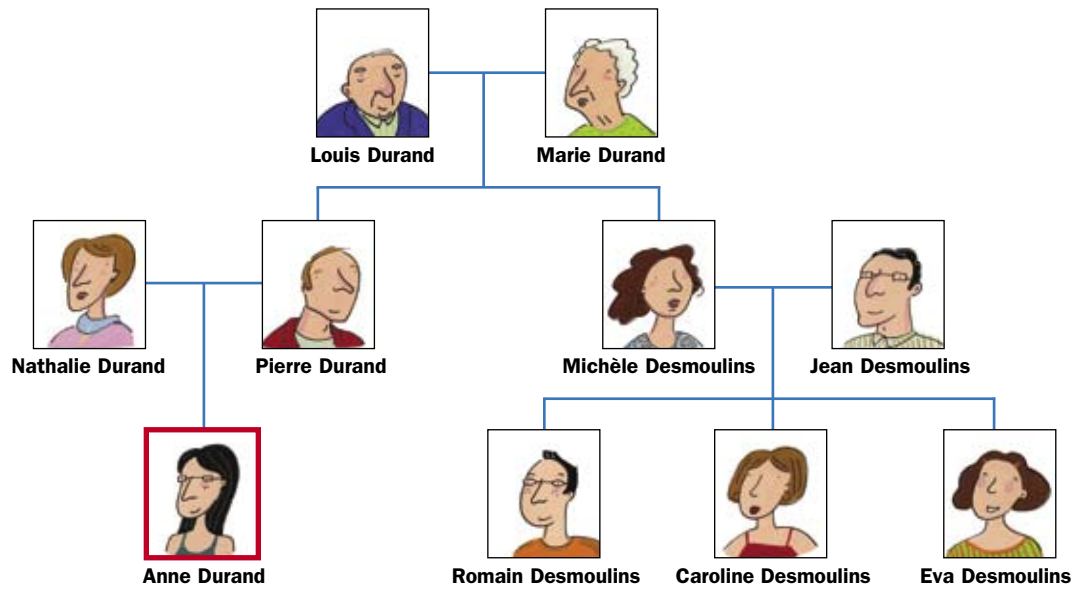 Louis Durand
Marie Durand
Nathalie Durand
Pierre Durand
Michèle Desmoulins
Jean Desmoulins
Anne Durand
Romain Desmoulins
Caroline Desmoulins
Eva Desmoulins